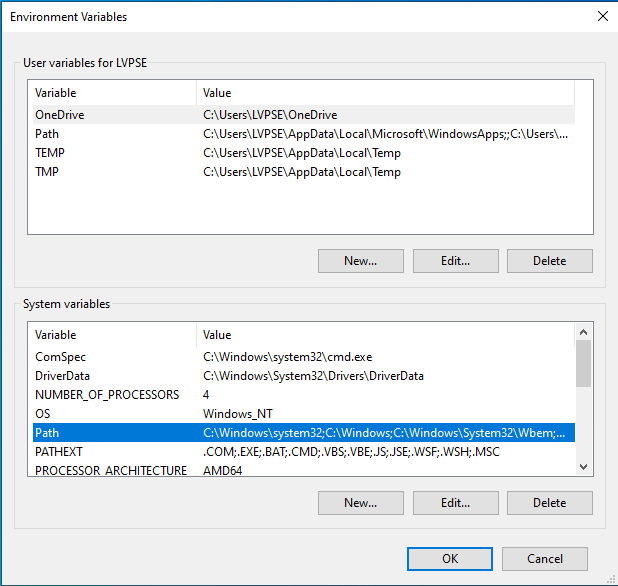 Environment Variables
User variables for LVPSE
Variable Value
OneDrive C:\Users\LVPSE\OneDrive
Path C:\Users\LVPSE\AppData\Local\Microsoft\WindowsApps;;C:\Users\...
TEMP C:\Users\LVPSE\AppData\Local\Temp
TMP C:\Users\LVPSE\AppData\Local\Temp
New... Edit... Delete
System variables
Variable Value
ComSpec C:\Windows\system32\cmd.exe
DriverData C:\Windows\System32\Drivers\DriverData
NUMBER_OF_PROCESSORS 4
OS Windows_NT
Path C:\Windows\system32;C:\Windows;C:\Windows\System32\Wbem;...
PATHEXT .COM;.EXE;.BAT;.CMD;.VBS;.VBE;.JS;.JSE;.WSF;.WSH;.MSC
PROCESSOR_ARCHITECTURE AMD64
New... Edit... Delete
OK Cancel